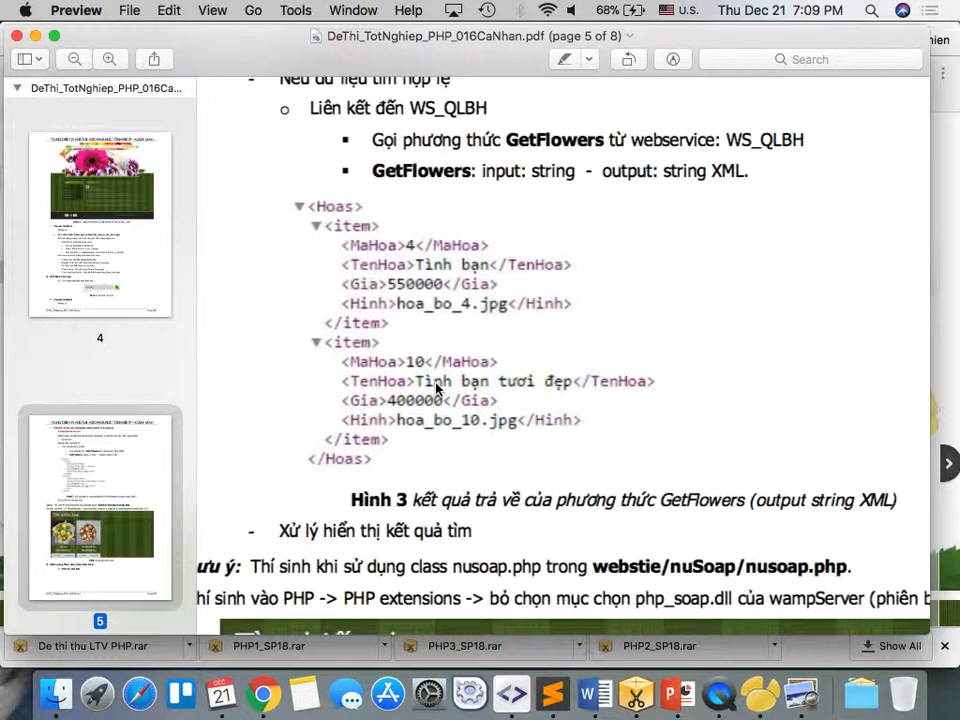 Preview File Edit View Go Tools Window Help 68% U.S. Thu Dec 21 7:09 PM
DeThi_TotNghiep_PHP_016CaNhan.pdf (page 5 of 8)
Search
DeThi_TotNghiep_PHP_016Ca...
4
5
- Nếu dữ liệu tìm hợp lệ
o Liên kết đến WS_QLBH
▪ Gọi phương thức GetFlowers từ webservice: WS_QLBH
▪ GetFlowers: input: string - output: string XML.
▼<Hoas>
▼<item>
<MaHoa>4</MaHoa>
<TenHoa>Tình bạn</TenHoa>
<Gia>550000</Gia>
<Hinh>hoa_bo_4.jpg</Hinh>
</item>
▼<item>
<MaHoa>10</MaHoa>
<TenHoa>Tình bạn tươi đẹp</TenHoa>
<Gia>400000</Gia>
<Hinh>hoa_bo_10.jpg</Hinh>
</item>
</Hoas>
Hình 3 kết quả trả về của phương thức GetFlowers (output string XML)
- Xử lý hiển thị kết quả tìm
ưu ý: Thí sinh khi sử dụng class nusoap.php trong webstie/nuSoap/nusoap.php.
hí sinh vào PHP -> PHP extensions -> bỏ chọn mục chọn php_soap.dll của wampServer (phiên b
De thi thu LTV PHP.rar PHP1_SP18.rar PHP3_SP18.rar PHP2_SP18.rar Show All
DEC 21